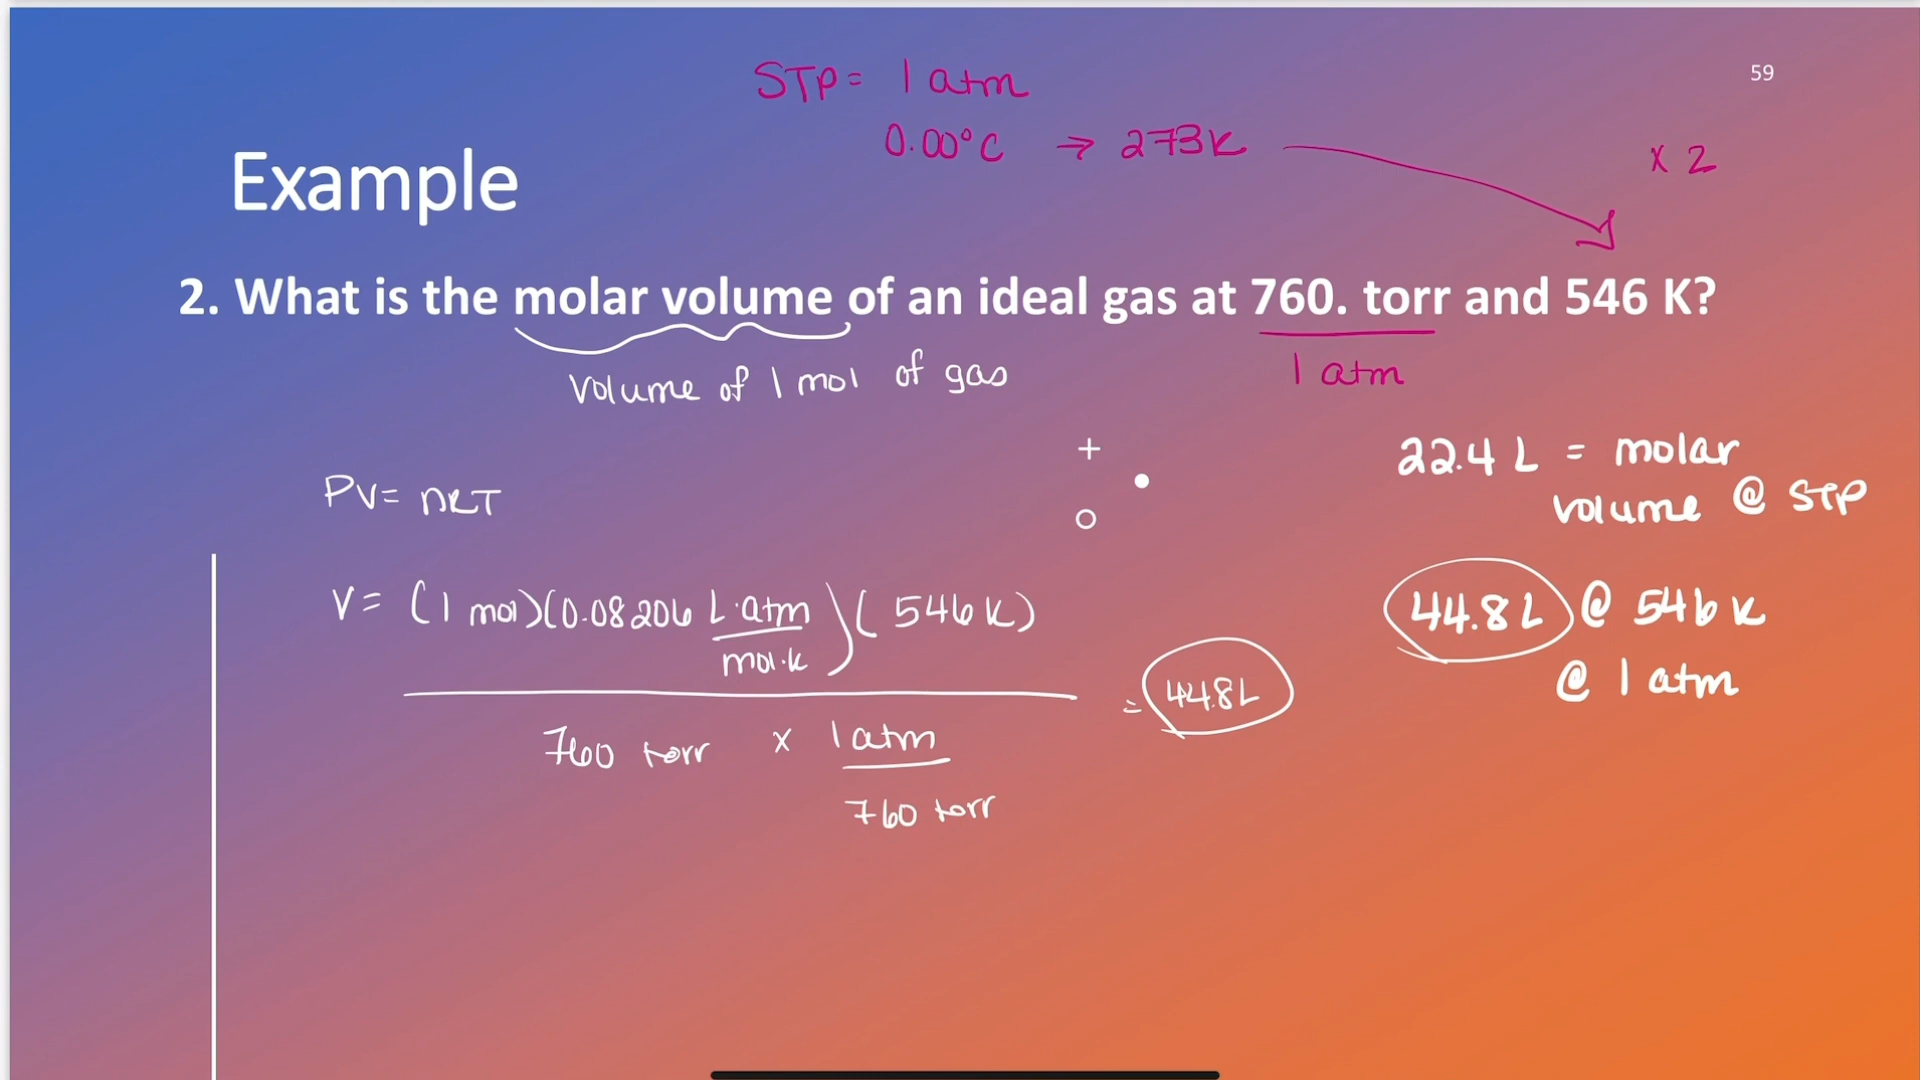 59
STP = 1 atm
0.00°C → 273K
x 2
Example
2. What is the molar volume of an ideal gas at 760. torr and 546 K?
volume of 1 mol of gas
1 atm
22.4 L = molar
volume @ STP
PV= nRT
V= (1 mol)(0.08206 L·atm)(546K)
mol·K
44.8 L @ 546 K
@ 1 atm
= 44.8L
760 torr x 1 atm
760 torr